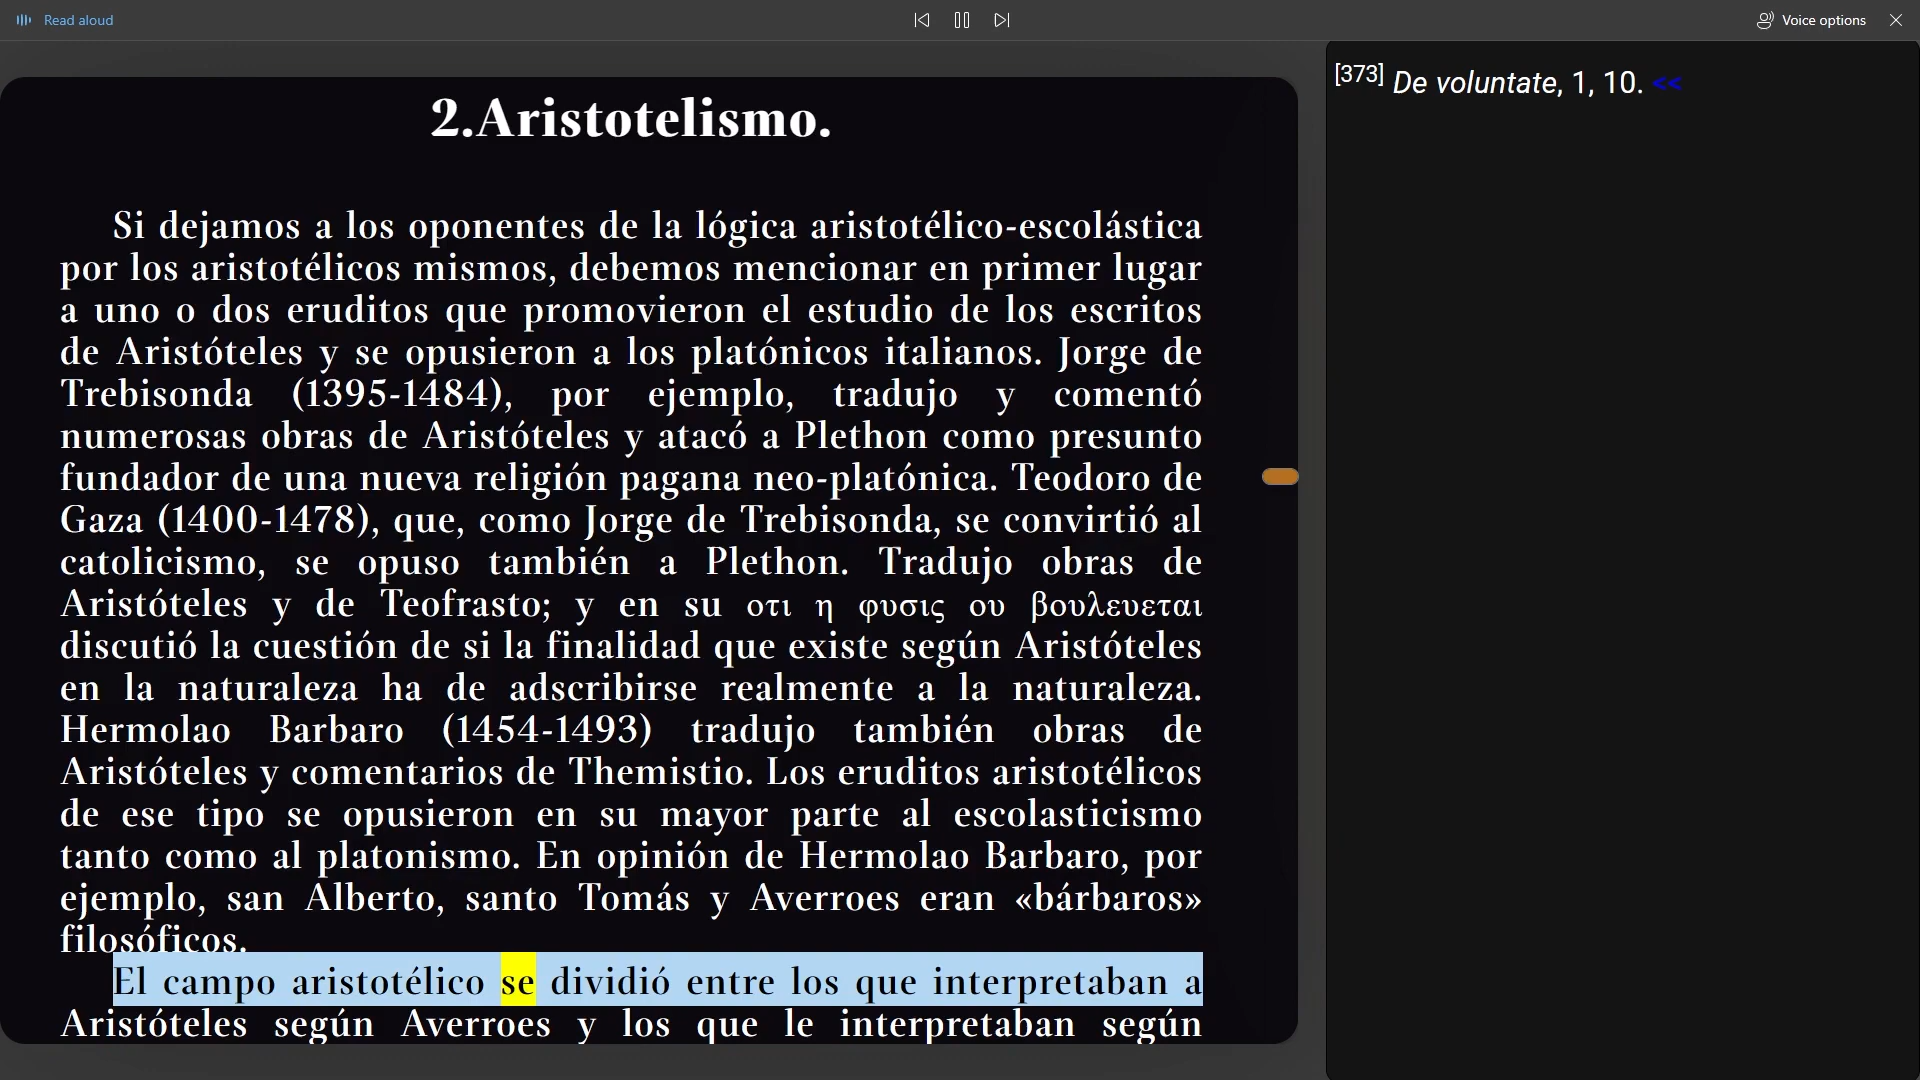 Read aloud
Voice options
2.Aristotelismo.
Si dejamos a los oponentes de la lógica aristotélico-escolástica
por los aristotélicos mismos, debemos mencionar en primer lugar
a uno o dos eruditos que promovieron el estudio de los escritos
de Aristóteles y se opusieron a los platónicos italianos. Jorge de
Trebisonda (1395-1484), por ejemplo, tradujo y comentó
numerosas obras de Aristóteles y atacó a Plethon como presunto
fundador de una nueva religión pagana neo-platónica. Teodoro de
Gaza (1400-1478), que, como Jorge de Trebisonda, se convirtió al
catolicismo, se opuso también a Plethon. Tradujo obras de
Aristóteles y de Teofrasto; y en su οτι η φυσις ου βουλευεται
discutió la cuestión de si la finalidad que existe según Aristóteles
en la naturaleza ha de adscribirse realmente a la naturaleza.
Hermolao Barbaro (1454-1493) tradujo también obras de
Aristóteles y comentarios de Themistio. Los eruditos aristotélicos
de ese tipo se opusieron en su mayor parte al escolasticismo
tanto como al platonismo. En opinión de Hermolao Barbaro, por
ejemplo, san Alberto, santo Tomás y Averroes eran «bárbaros»
filosóficos.
El campo aristotélico se dividió entre los que interpretaban a
Aristóteles según Averroes y los que le interpretaban según
[373] De voluntate, 1, 10. <<